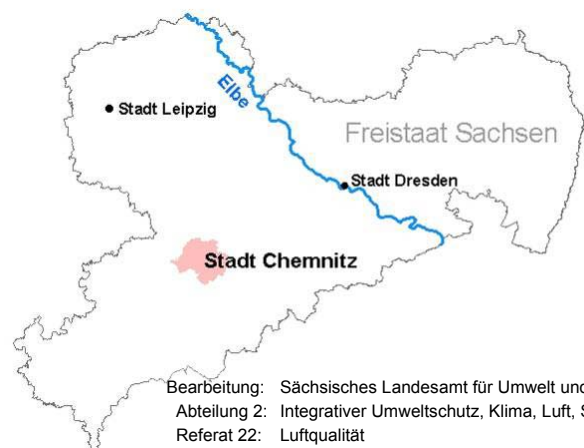 Elbe
Stadt Leipzig
Freistaat Sachsen
Stadt Dresden
Stadt Chemnitz
Bearbeitung: Sächsisches Landesamt für Umwelt und
Abteilung 2: Integrativer Umweltschutz, Klima, Luft, S
Referat 22: Luftqualität